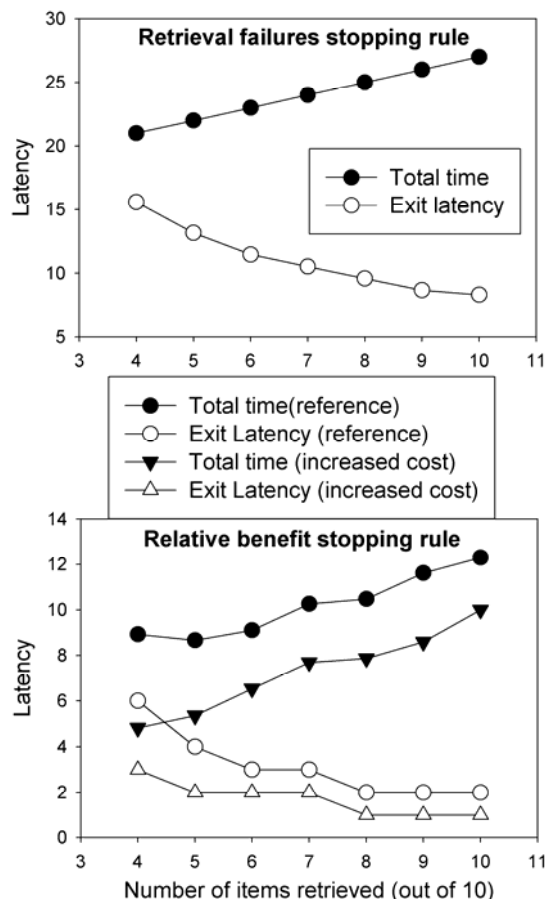 Retrieval failures stopping rule
30
25
20
15
10
5
Latency
Total time
Exit latency
3 4 5 6 7 8 9 10 11
Total time(reference)
Exit Latency (reference)
Total time (increased cost)
Exit Latency (increased cost)
Relative benefit stopping rule
14
12
10
8
6
4
2
0
Latency
3 4 5 6 7 8 9 10 11
Number of items retrieved (out of 10)